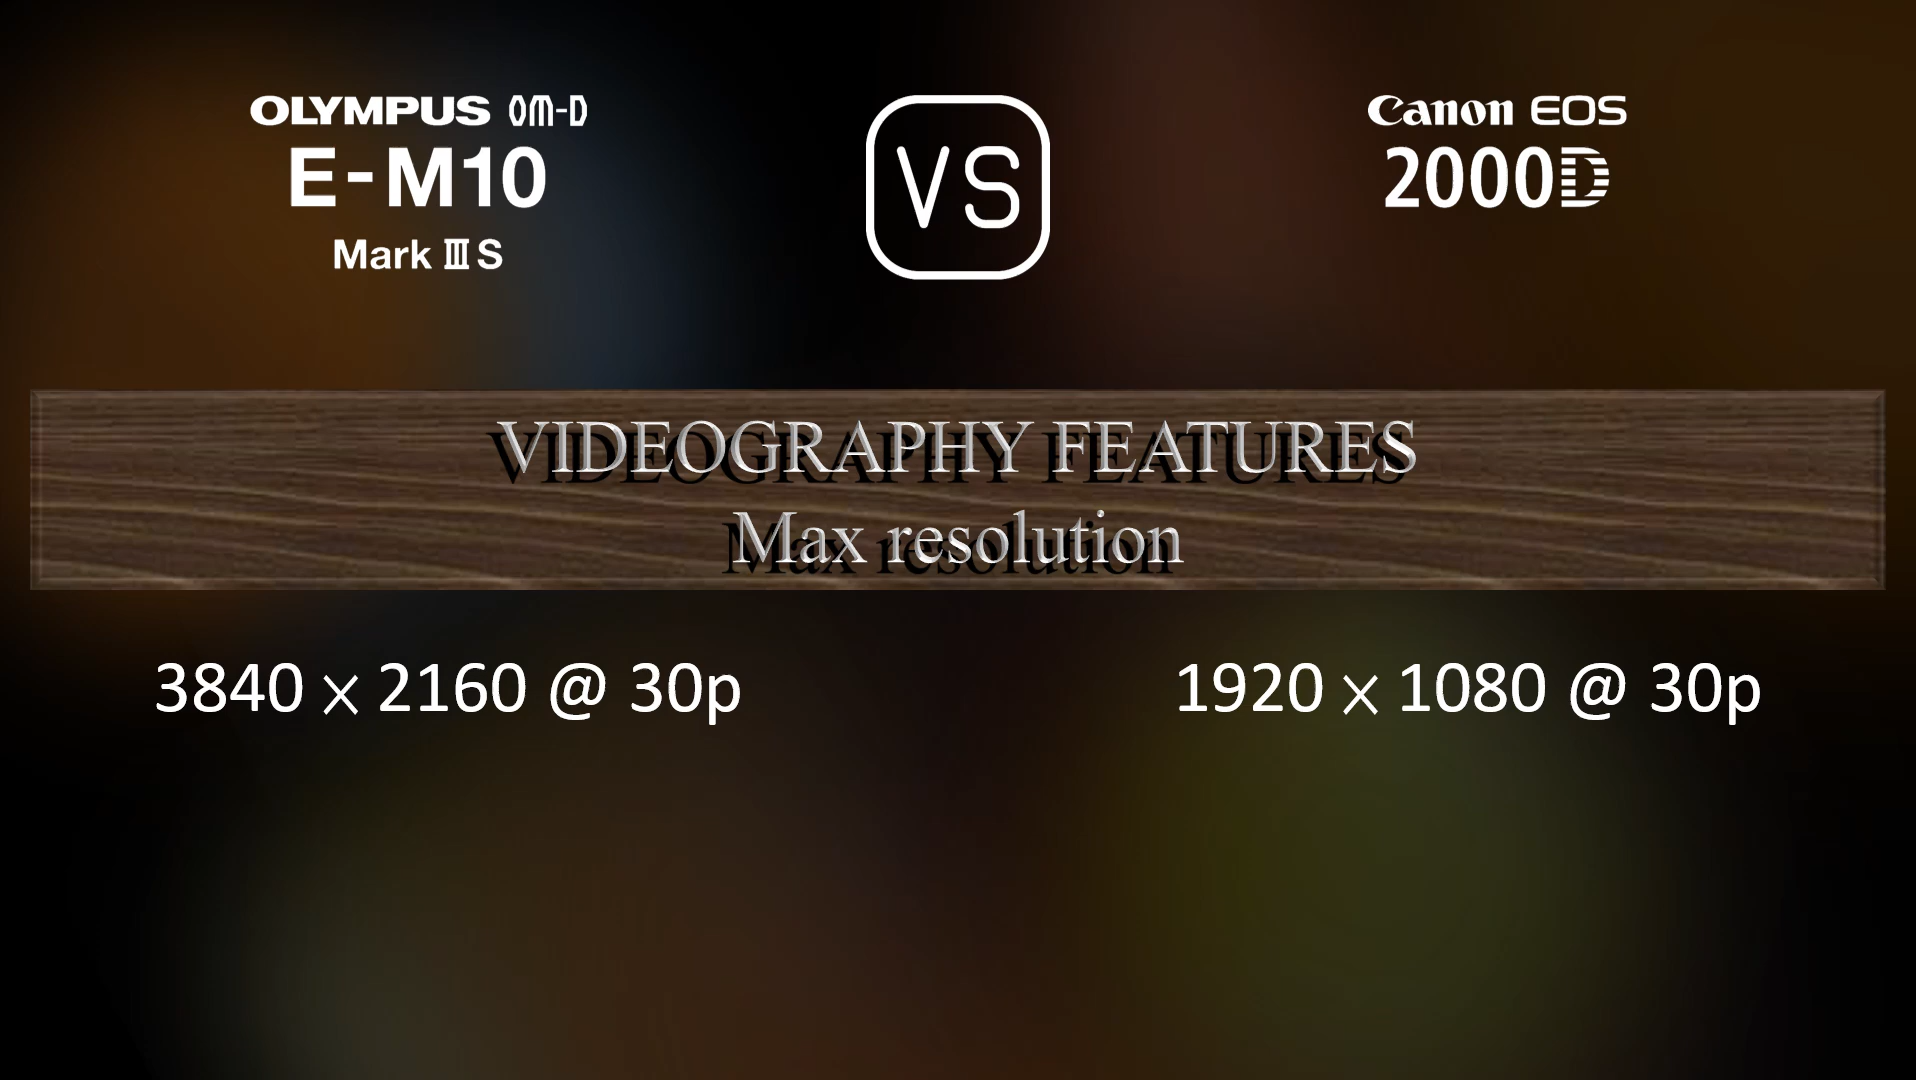 OLYMPUS OM-D
E-M10
Mark III S
VS
Canon EOS
2000D
VIDEOGRAPHY FEATURES
Max resolution
3840 x 2160 @ 30p
1920 x 1080 @ 30p